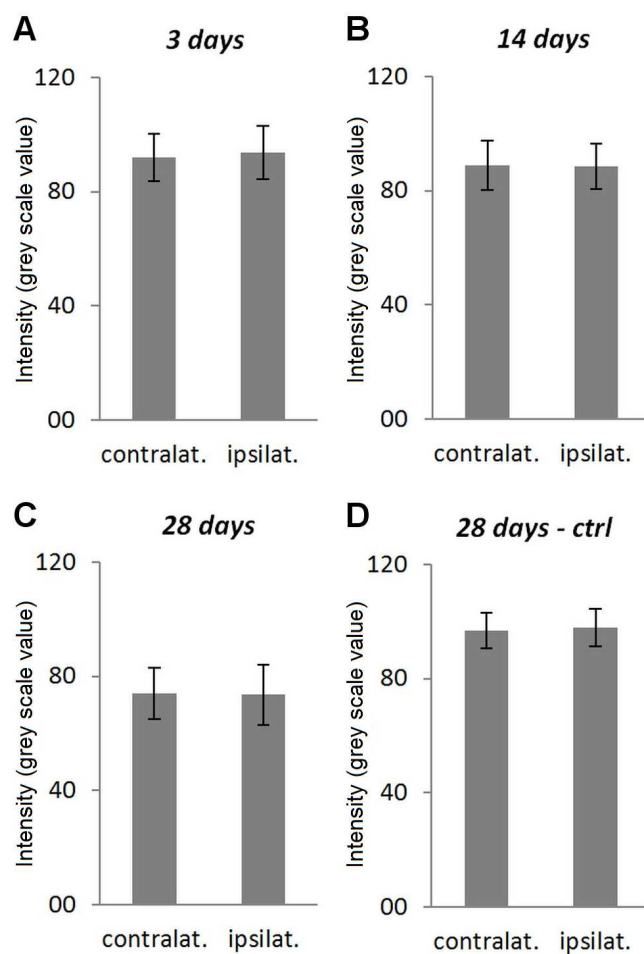 A
3 days
Intensity (grey scale value)
120
80
40
00
contralat. ipsilat.
B
14 days
Intensity (grey scale value)
120
80
40
00
contralat. ipsilat.
C
28 days
Intensity (grey scale value)
120
80
40
00
contralat. ipsilat.
D
28 days - ctrl
Intensity (grey scale value)
120
80
40
00
contralat. ipsilat.